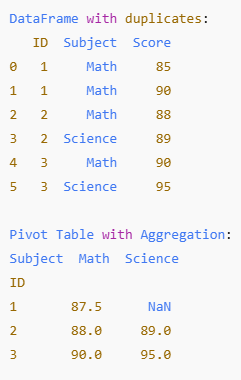 DataFrame with duplicates:
   ID  Subject  Score
0   1     Math     85
1   1     Math     90
2   2     Math     88
3   2  Science     89
4   3     Math     90
5   3  Science     95

Pivot Table with Aggregation:
Subject  Math  Science
ID
1        87.5      NaN
2        88.0     89.0
3        90.0     95.0